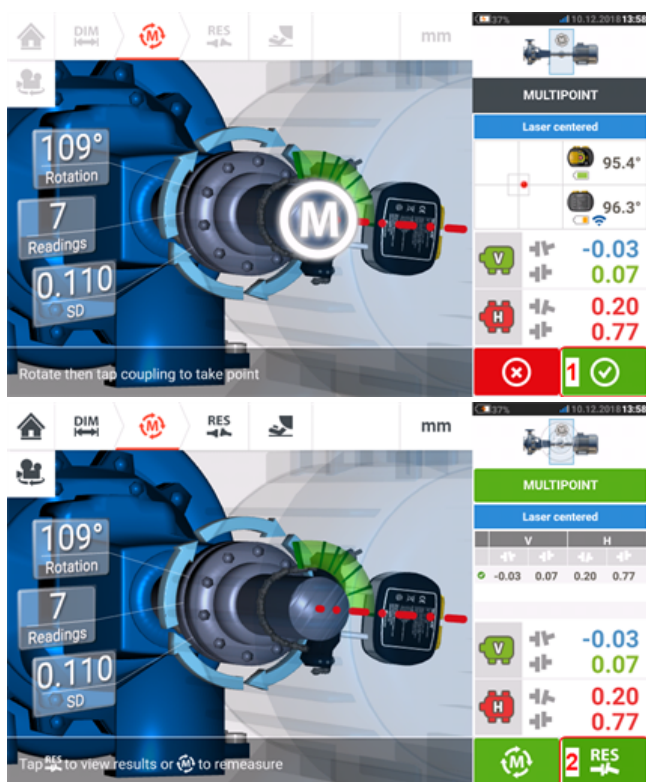 DIM
M
RES
mm
37%
10.12.2018 13:58
109°
Rotation
7
Readings
0.110
SD
M
Rotate then tap coupling to take point
MULTIPOINT
Laser centered
95.4°
96.3°
V
-0.03
0.07
H
0.20
0.77
1
DIM
M
RES
mm
37%
10.12.2018 13:58
109°
Rotation
7
Readings
0.110
SD
Tap RES to view results or M to remeasure
MULTIPOINT
Laser centered
V H
-0.03 0.07 0.20 0.77
V
-0.03
0.07
H
0.20
0.77
M
2 RES